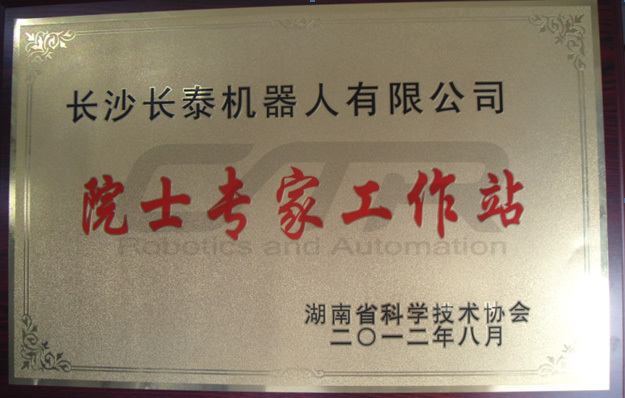 长沙长泰机器人有限公司
院士专家工作站
Robotics and Automation
湖南省科学技术协会
二〇一二年八月